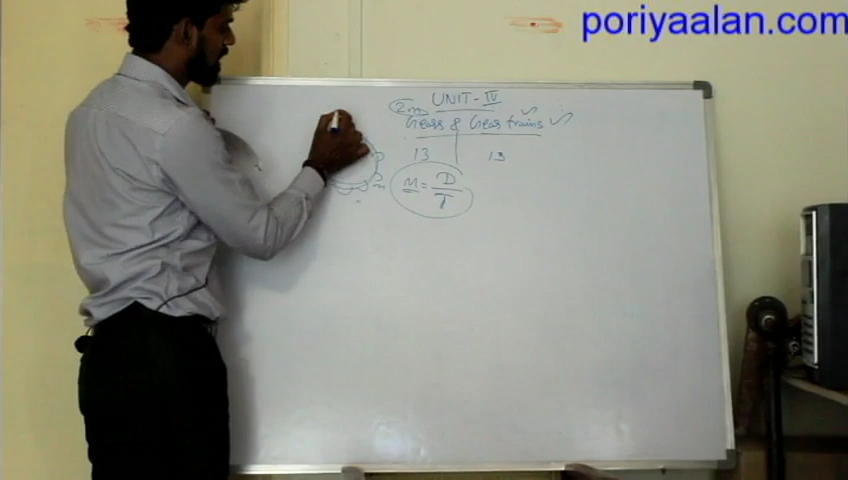 poriyaalan.com
UNIT - IV
2m
Gears & Gear trains
13 13
M = D
T